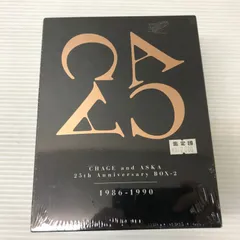 C A
Y A
CHAGE and ASKA
25th Anniversary BOX-2
1986-1990